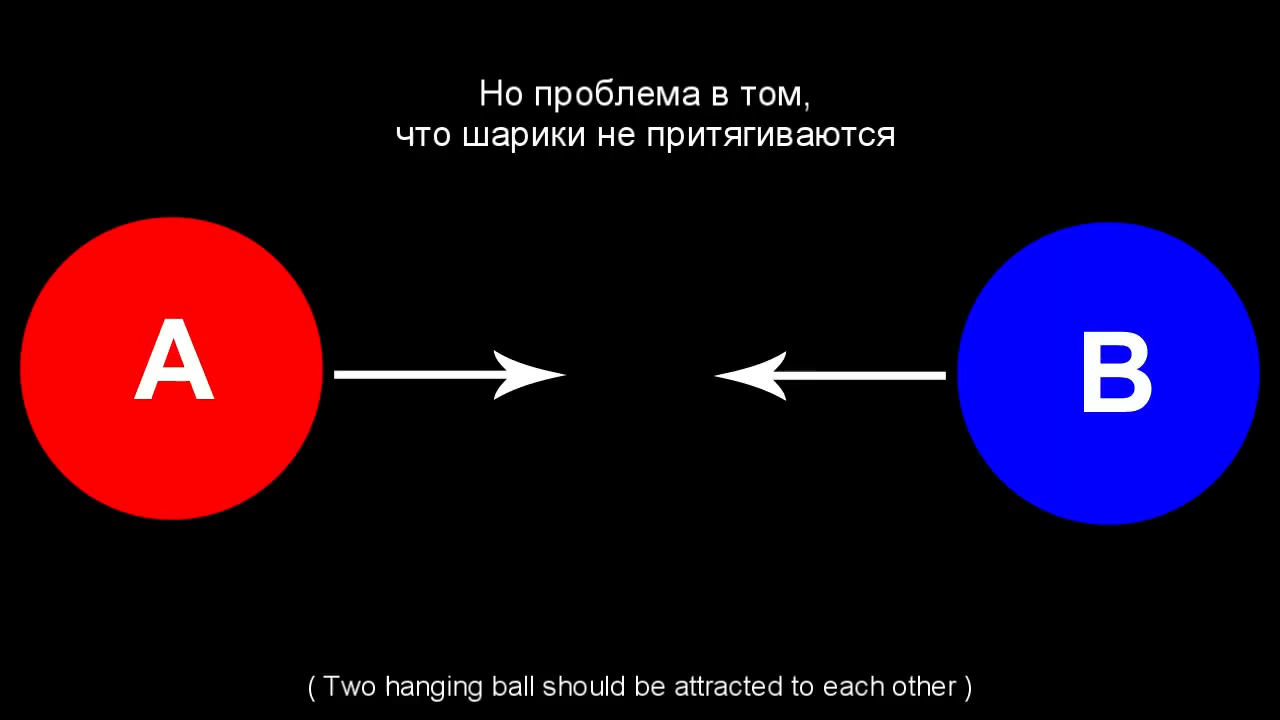 Но проблема в том,
что шарики не притягиваются
A
B
( Two hanging ball should be attracted to each other )